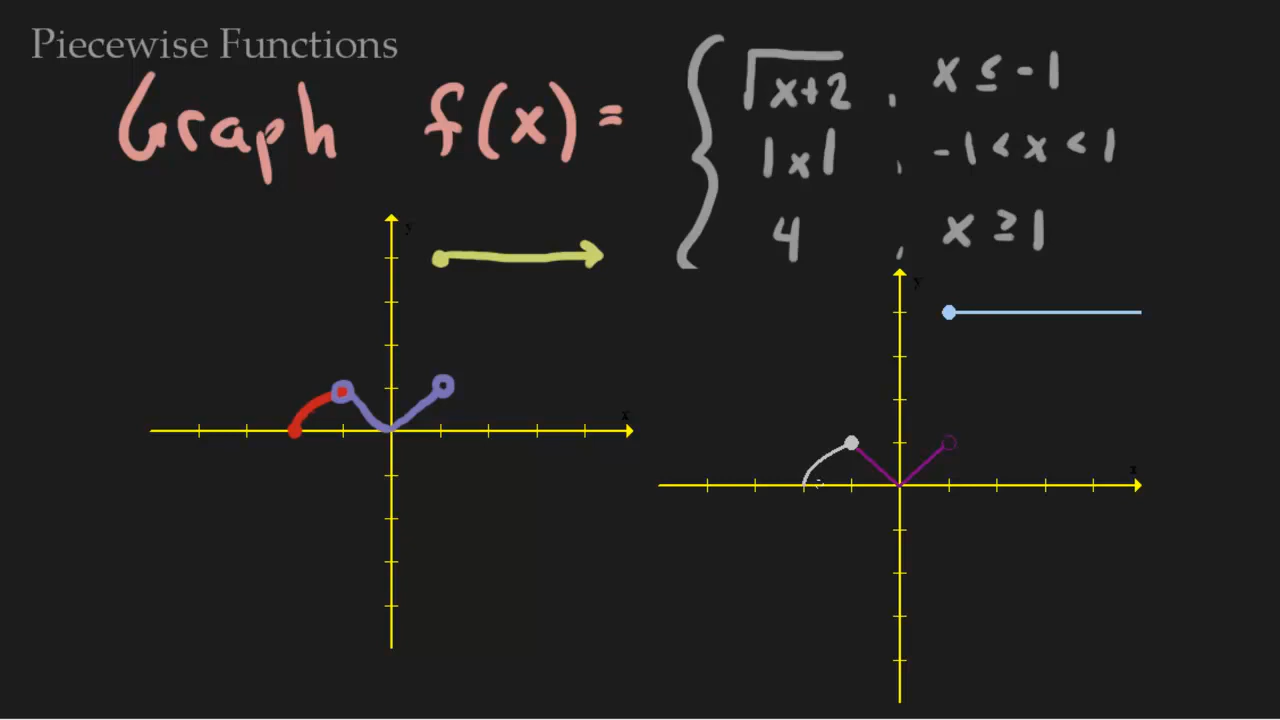 Piecewise Functions
Graph f(x) = { √x+2 , x ≤ -1
|x| , -1 < x < 1
4 , x ≥ 1
y
x
y
x